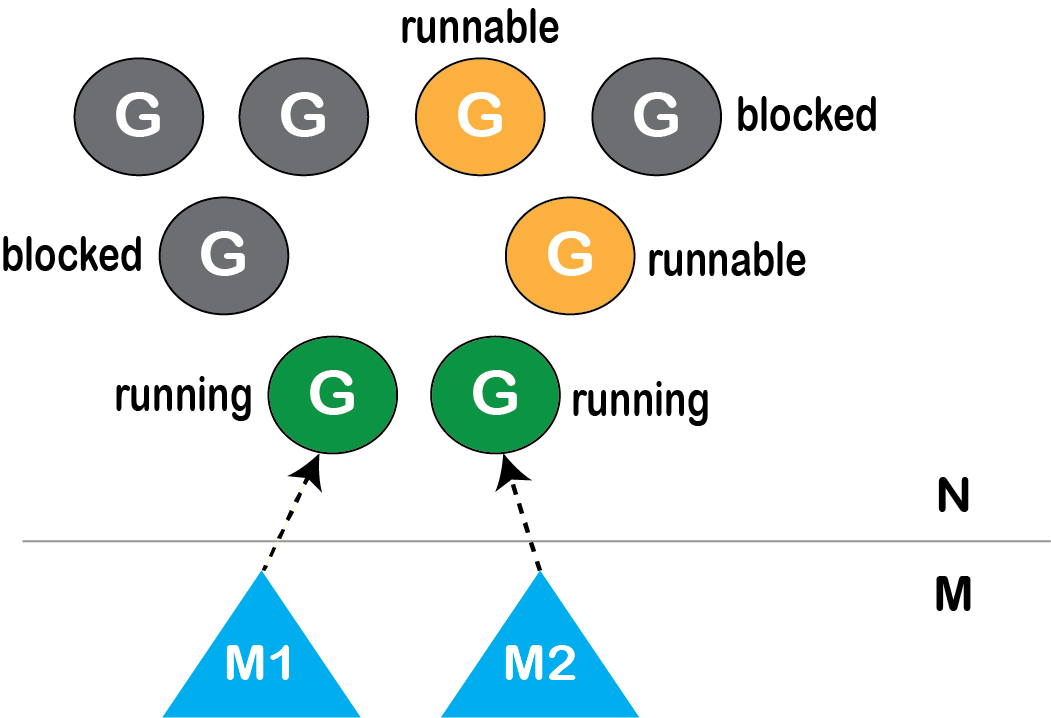 runnable
G G G G blocked
blocked G G runnable
running G G running
N
M
M1 M2